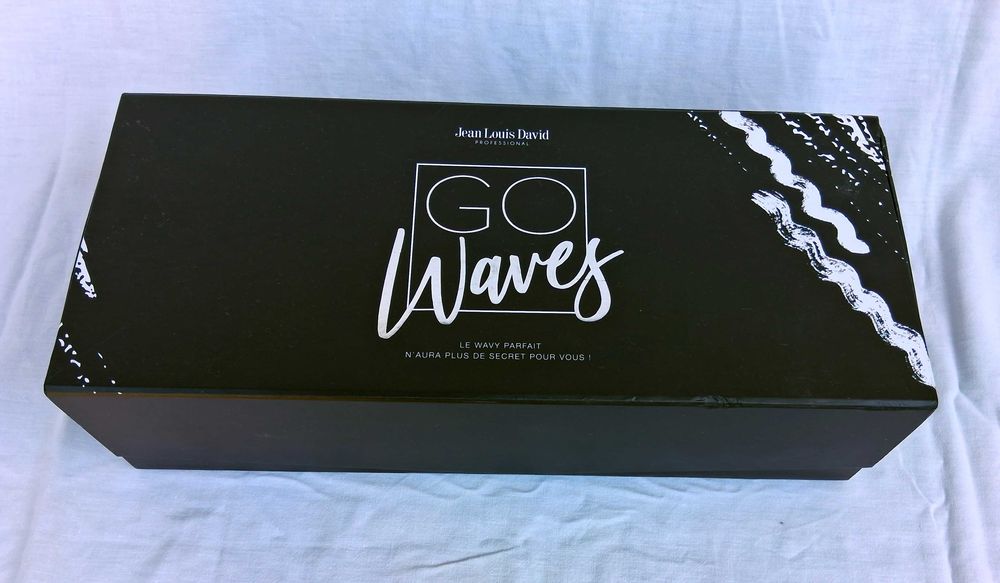 Jean Louis David
PROFESSIONAL
GO
Waves
LE WAVY PARFAIT
N'AURA PLUS DE SECRET POUR VOUS !